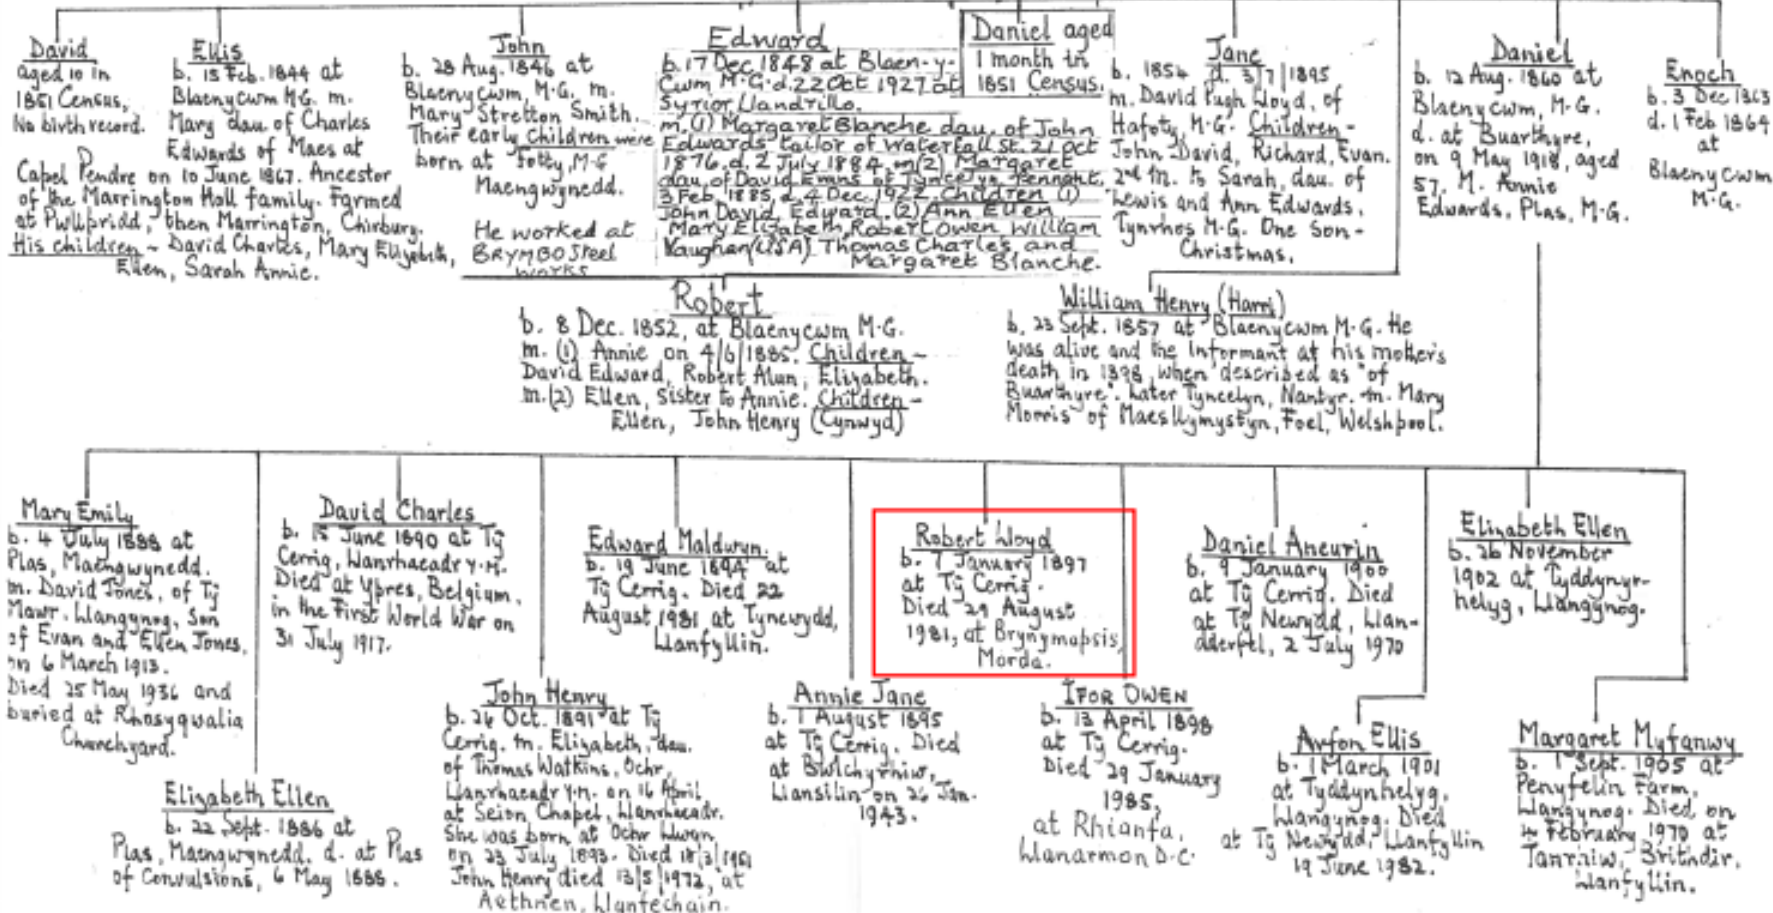 David
aged 10 in
1851 Census,
No birth record.
Ellis
b. 15 Feb. 1844 at
Blaenycwm M.G. m.
Mary dau of Charles
Edwards of Maes at
Capel Pendre on 10 June 1867. Ancestor
of the Marrington Hall family. Farmed
at Pwllpridd, then Marrington, Chirbury.
His children – David Charles, Mary Elizabeth,
Ellen, Sarah Annie.
John
b. 28 Aug. 1846 at
Blaenycwm, M.G. m.
Mary Stretton Smith.
Their early children were
born at Fotty, M.G
Maengwynedd.
He worked at
BRYMBO Steel
WORKS
Edward
b. 17 Dec 1848 at Blaen-y-
Cwm M.G. d. 22 Oct 1927 at
Syrior Llandrillo.
m. (1) Margaret Blanche dau. of John
Edwards tailor of Waterfall St. 21 Oct
1876. d. 2 July 1884. m(2) Margaret
dau. of David Evans of Pennant.
3 Feb. 1885. d. 4 Dec. 1922. Children (1)
John David, Edward. (2) Ann Ellen,
Mary Elizabeth, Robert Owen William
Vaughan (USA) Thomas Charles and
Margaret Blanche.
Daniel aged
1 month in
1851 Census.
Jane
b. 1854 d. 3/7/1895
m. David Pugh Lloyd, of
Hafoty, M.G. Children –
John David, Richard, Evan.
2nd m. to Sarah, dau. of
Lewis and Ann Edwards,
Tynrhos M.G. One Son –
Christmas.
Daniel
b. 12 Aug. 1860 at
Blaenycwm, M.G.
d. at Buarthyre,
on 9 May 1918, aged
57. M. Annie
Edwards, Plas, M.G.
Enoch
b. 3 Dec 1863
d. 1 Feb 1864
at
Blaenycwm
M.G.
Robert
b. 8 Dec. 1852, at Blaenycwm M.G.
m. (1) Annie on 4/6/1885. Children –
David Edward, Robert Alun, Elizabeth.
m. (2) Ellen, Sister to Annie. Children –
Ellen, John Henry (Cynwyd)
William Henry (Harri)
b. 23 Sept. 1857 at Blaenycwm M.G. He
was alive and the informant at his mother's
death in 1898 when described as "of
Buarthyre". Later Tyncelyn, Nantyr. m. Mary
Morris of Maesllymystyn, Foel, Welshpool.
Mary Emily
b. 4 July 1888 at
Plas, Maengwynedd.
m. David Jones, of Tŷ
Mawr, Llangynog, Son
of Evan and Ellen Jones,
on 6 March 1913.
Died 25 May 1936 and
buried at Rhosygwalia
Churchyard.
David Charles
b. 15 June 1890 at Tŷ
Cerrig, Llanrhaeadr Y.M.
Died at Ypres, Belgium,
in the First World War on
31 July 1917.
Edward Maldwyn.
b. 19 June 1894 at
Tŷ Cerrig. Died 22
August 1981 at Tynewydd,
Llanfyllin.
Robert Lloyd
b. 7 January 1897
at Tŷ Cerrig.
Died 29 August
1981, at Brynymapsis,
Morda.
Daniel Aneurin
b. 9 January 1900
at Tŷ Cerrig. Died
at Tŷ Newydd, Llan-
dderfel, 2 July 1970
Elizabeth Ellen
b. 26 November
1902 at Tyddynyr-
helyg, Llangynog.
Elizabeth Ellen
b. 22 Sept. 1886 at
Plas, Maengwynedd. d. at Plas
of Convulsions, 6 May 1888.
John Henry
b. 26 Oct. 1891 at Tŷ
Cerrig. m. Elizabeth, dau.
of Thomas Watkins, Ochr,
Llanrhaeadr Y.M. on 16 April
at Seion Chapel, Llanrhaeadr.
She was born at Ochr Llwyn
on 23 July 1893. Died 18/3/1961
John Henry died 13/5/1972, at
Aethnen, Llanfechain.
Annie Jane
b. 1 August 1895
at Tŷ Cerrig. Died
at Bwlchyrhiw,
Llansilin on 26 Jan.
1943.
IFOR OWEN
b. 13 April 1898
at Tŷ Cerrig.
Died 29 January
1985,
at Rhianfa,
Llanarmon D.C.
Arfon Ellis
b. 1 March 1901
at Tyddynhelyg,
Llangynog. Died
at Tŷ Newydd, Llanfyllin
19 June 1982.
Margaret Myfanwy
b. 1 Sept. 1905 at
Penyfelin Farm,
Llangynog. Died on
4 February 1970 at
Tanrhiw, Brithdir,
Llanfyllin.